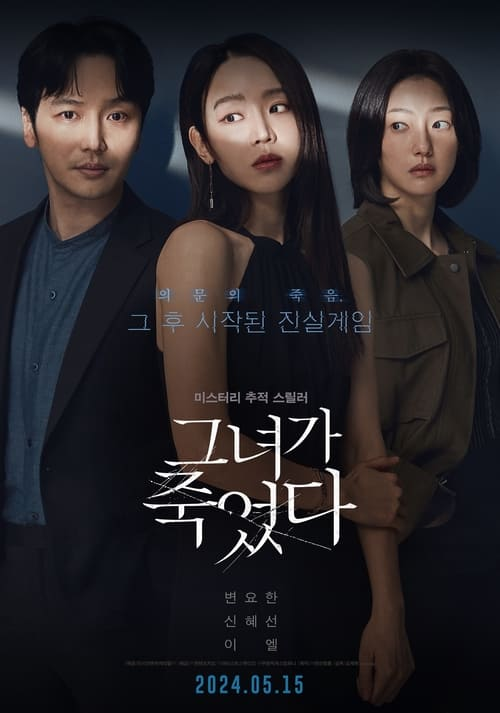 의문의 죽음,
그 후 시작된 진실게임
미스터리 추적 스릴러
그녀가
죽었다
변요한
신혜선
이엘
2024.05.15